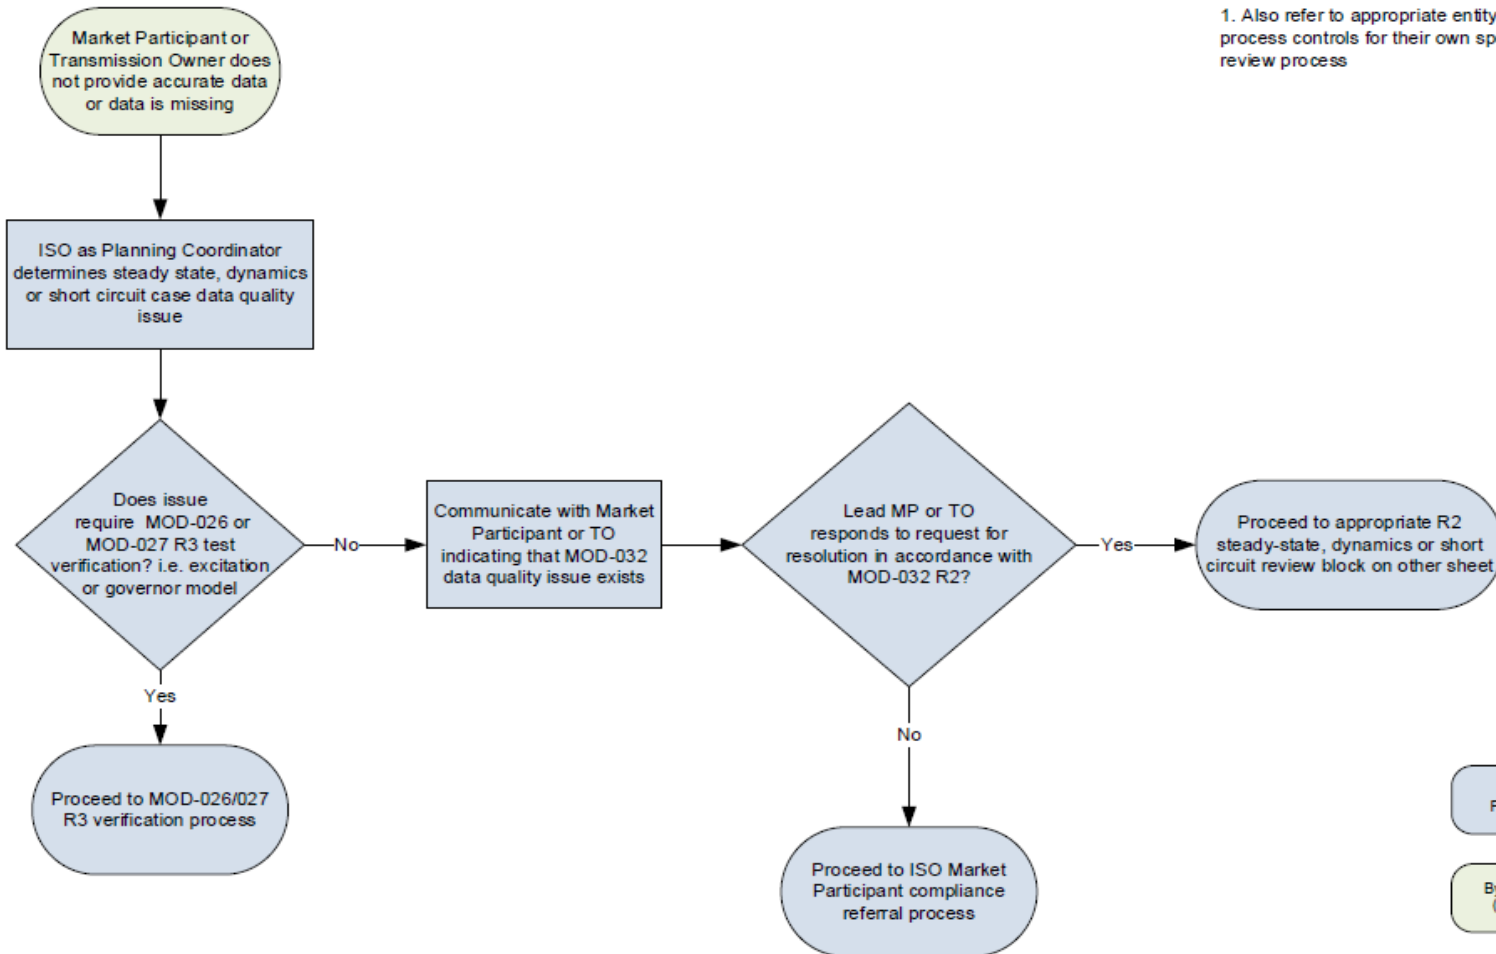 1. Also refer to appropriate entity
process controls for their own sp
review process
Market Participant or
Transmission Owner does
not provide accurate data
or data is missing
ISO as Planning Coordinator
determines steady state, dynamics
or short circuit case data quality
issue
Does issue
require MOD-026 or
MOD-027 R3 test
verification? i.e. excitation
or governor model
No
Communicate with Market
Participant or TO
indicating that MOD-032
data quality issue exists
Lead MP or TO
responds to request for
resolution in accordance with
MOD-032 R2?
Yes
Proceed to appropriate R2
steady-state, dynamics or short
circuit review block on other sheet
Yes
No
Proceed to MOD-026/027
R3 verification process
Proceed to ISO Market
Participant compliance
referral process